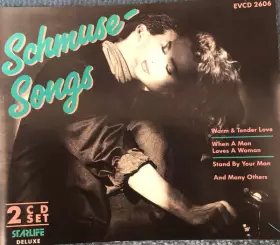 EVCD 2606
Schmuse-
Songs
Warm & Tender Love
When A Man
Loves A Woman
Stand By Your Man
And Many Others
2 CD
SET
STARLIFE
DELUXE